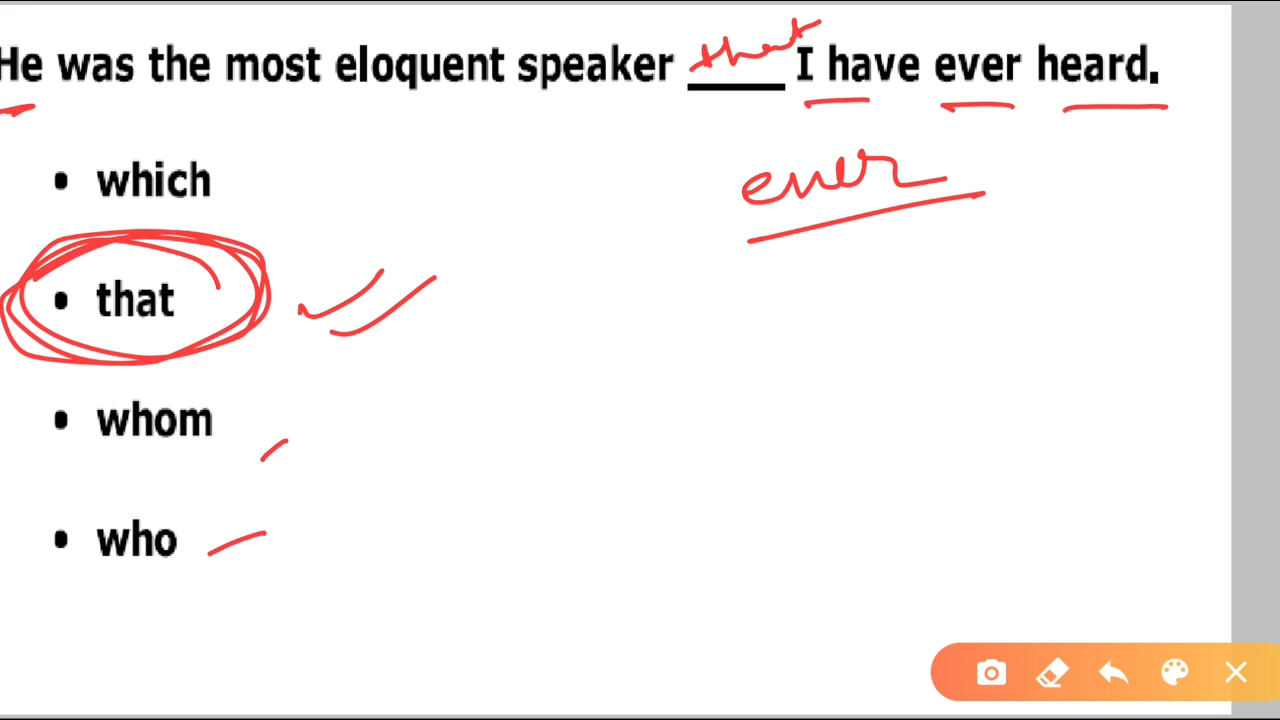 He was the most eloquent speaker that I have ever heard.
ever
• which
• that
• whom
• who